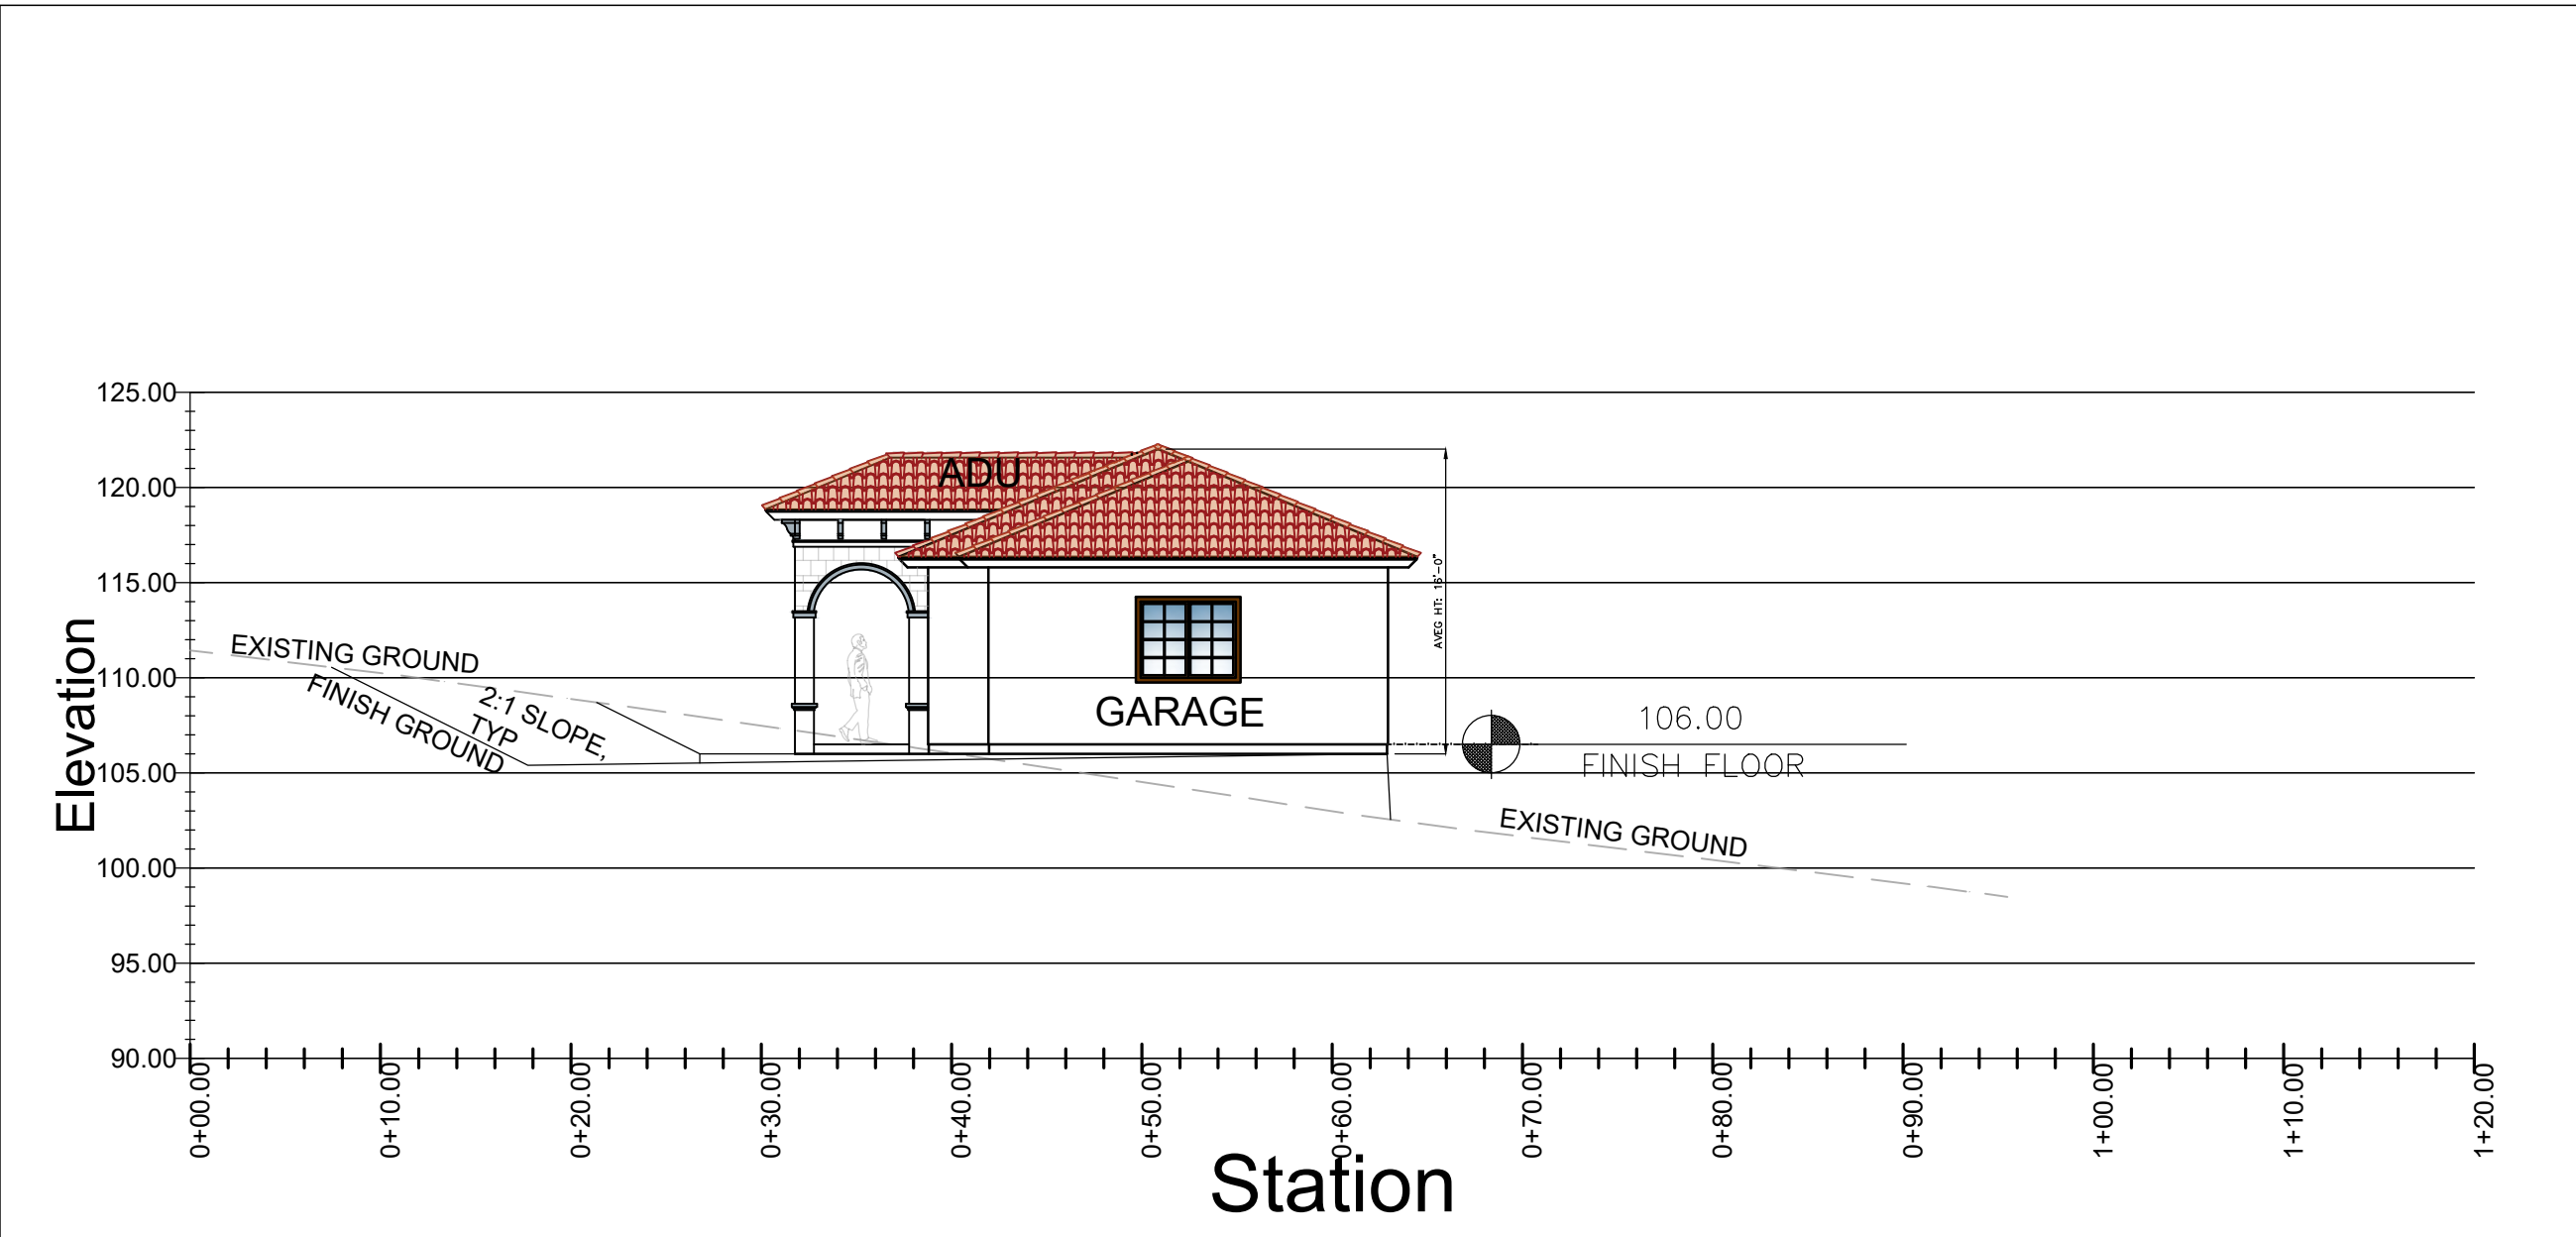 125.00
120.00
115.00
110.00
105.00
100.00
95.00
90.00
Elevation
ADU
GARAGE
AVEG HT: 16'-0"
EXISTING GROUND
FINISH GROUND
2:1 SLOPE,
TYP
106.00
FINISH FLOOR
EXISTING GROUND
0+00.00
0+10.00
0+20.00
0+30.00
0+40.00
0+50.00
0+60.00
0+70.00
0+80.00
0+90.00
1+00.00
1+10.00
1+20.00
Station